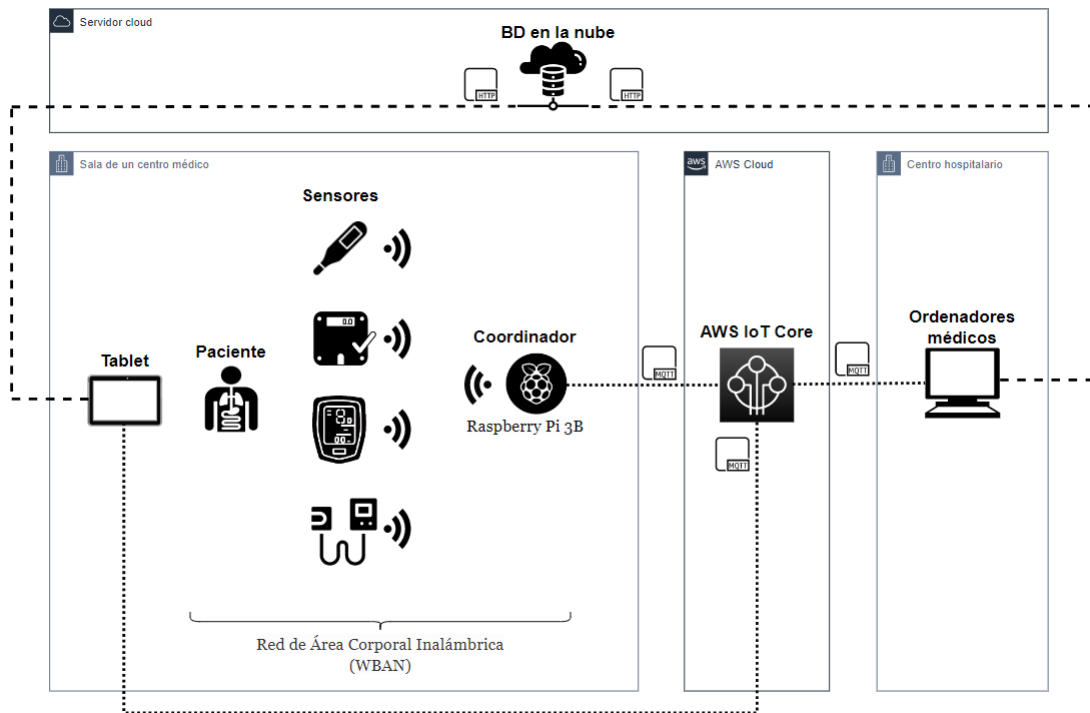 Servidor cloud
BD en la nube
HTTP
HTTP
Sala de un centro médico
aws
AWS Cloud
Centro hospitalario
Sensores
0.0
Coordinador
AWS IoT Core
Ordenadores
médicos
Tablet
Paciente
MQTT
MQTT
Raspberry Pi 3B
MQTT
Red de Área Corporal Inalámbrica
(WBAN)